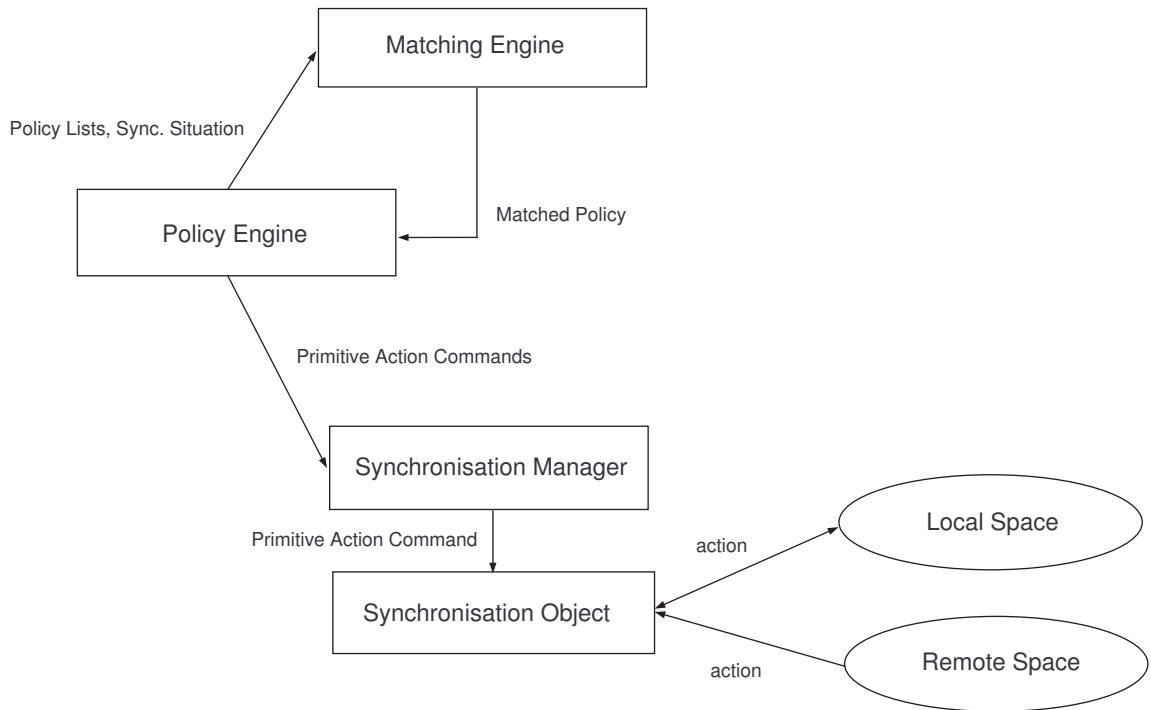 Matching Engine
Policy Lists, Sync. Situation
Matched Policy
Policy Engine
Primitive Action Commands
Synchronisation Manager
Primitive Action Command
Local Space
action
Synchronisation Object
Remote Space
action